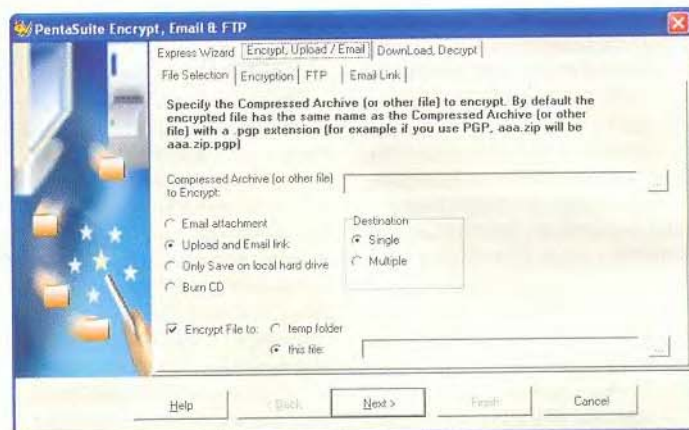 PentaSuite Encrypt, Email & FTP
Express Wizard Encrypt, Upload / Email DownLoad, Decrypt
File Selection Encryption FTP Email Link
Specify the Compressed Archive (or other file) to encrypt. By default the
encrypted file has the same name as the Compressed Archive (or other
file) with a .pgp extension (for example if you use PGP, aaa.zip will be
aaa.zip.pgp)
Compressed Archive (or other file)
to Encrypt:
...
Email attachment
Upload and Email link
Only Save on local hard drive
Burn CD
Destination
Single
Multiple
Encrypt File to: temp folder
this file:
...
Help < Back Next > Finish Cancel